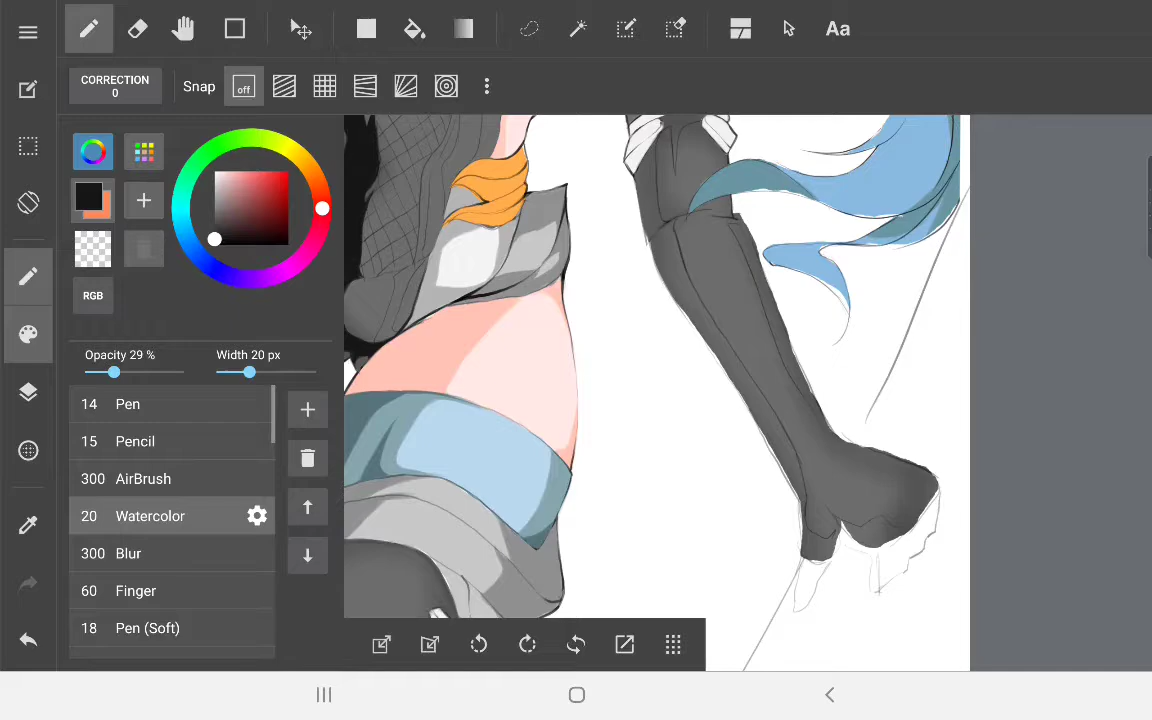 Aa
CORRECTION
0
Snap
off
RGB
Opacity 29 %
Width 20 px
14 Pen
15 Pencil
300 AirBrush
20 Watercolor
300 Blur
60 Finger
18 Pen (Soft)